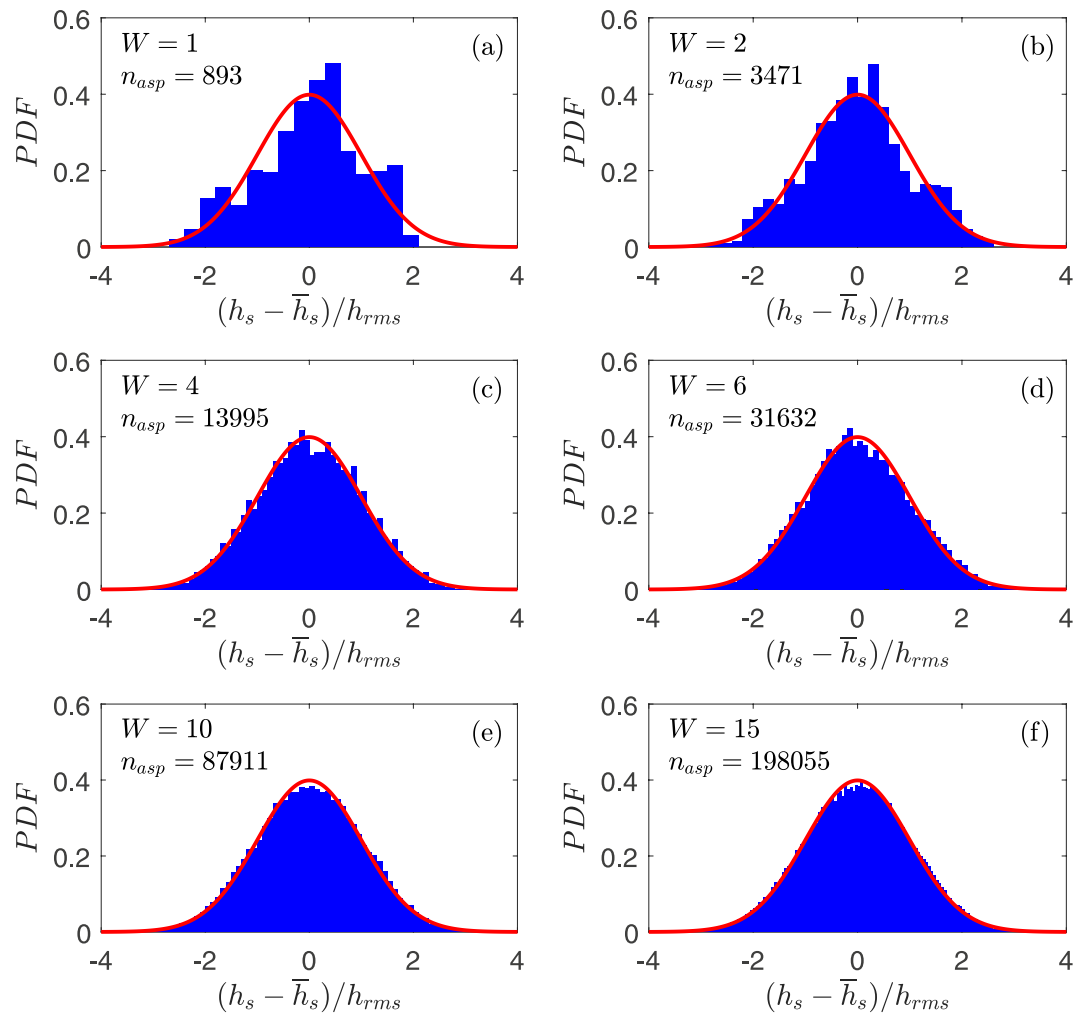 0.6
W = 1
(a)
n_asp = 893
0.4
PDF
0.2
0
-4 -2 0 2 4
(h_s − h̅_s)/h_rms
0.6
W = 2
(b)
n_asp = 3471
0.4
PDF
0.2
0
-4 -2 0 2 4
(h_s − h̅_s)/h_rms
0.6
W = 4
(c)
n_asp = 13995
0.4
PDF
0.2
0
-4 -2 0 2 4
(h_s − h̅_s)/h_rms
0.6
W = 6
(d)
n_asp = 31632
0.4
PDF
0.2
0
-4 -2 0 2 4
(h_s − h̅_s)/h_rms
0.6
W = 10
(e)
n_asp = 87911
0.4
PDF
0.2
0
-4 -2 0 2 4
(h_s − h̅_s)/h_rms
0.6
W = 15
(f)
n_asp = 198055
0.4
PDF
0.2
0
-4 -2 0 2 4
(h_s − h̅_s)/h_rms